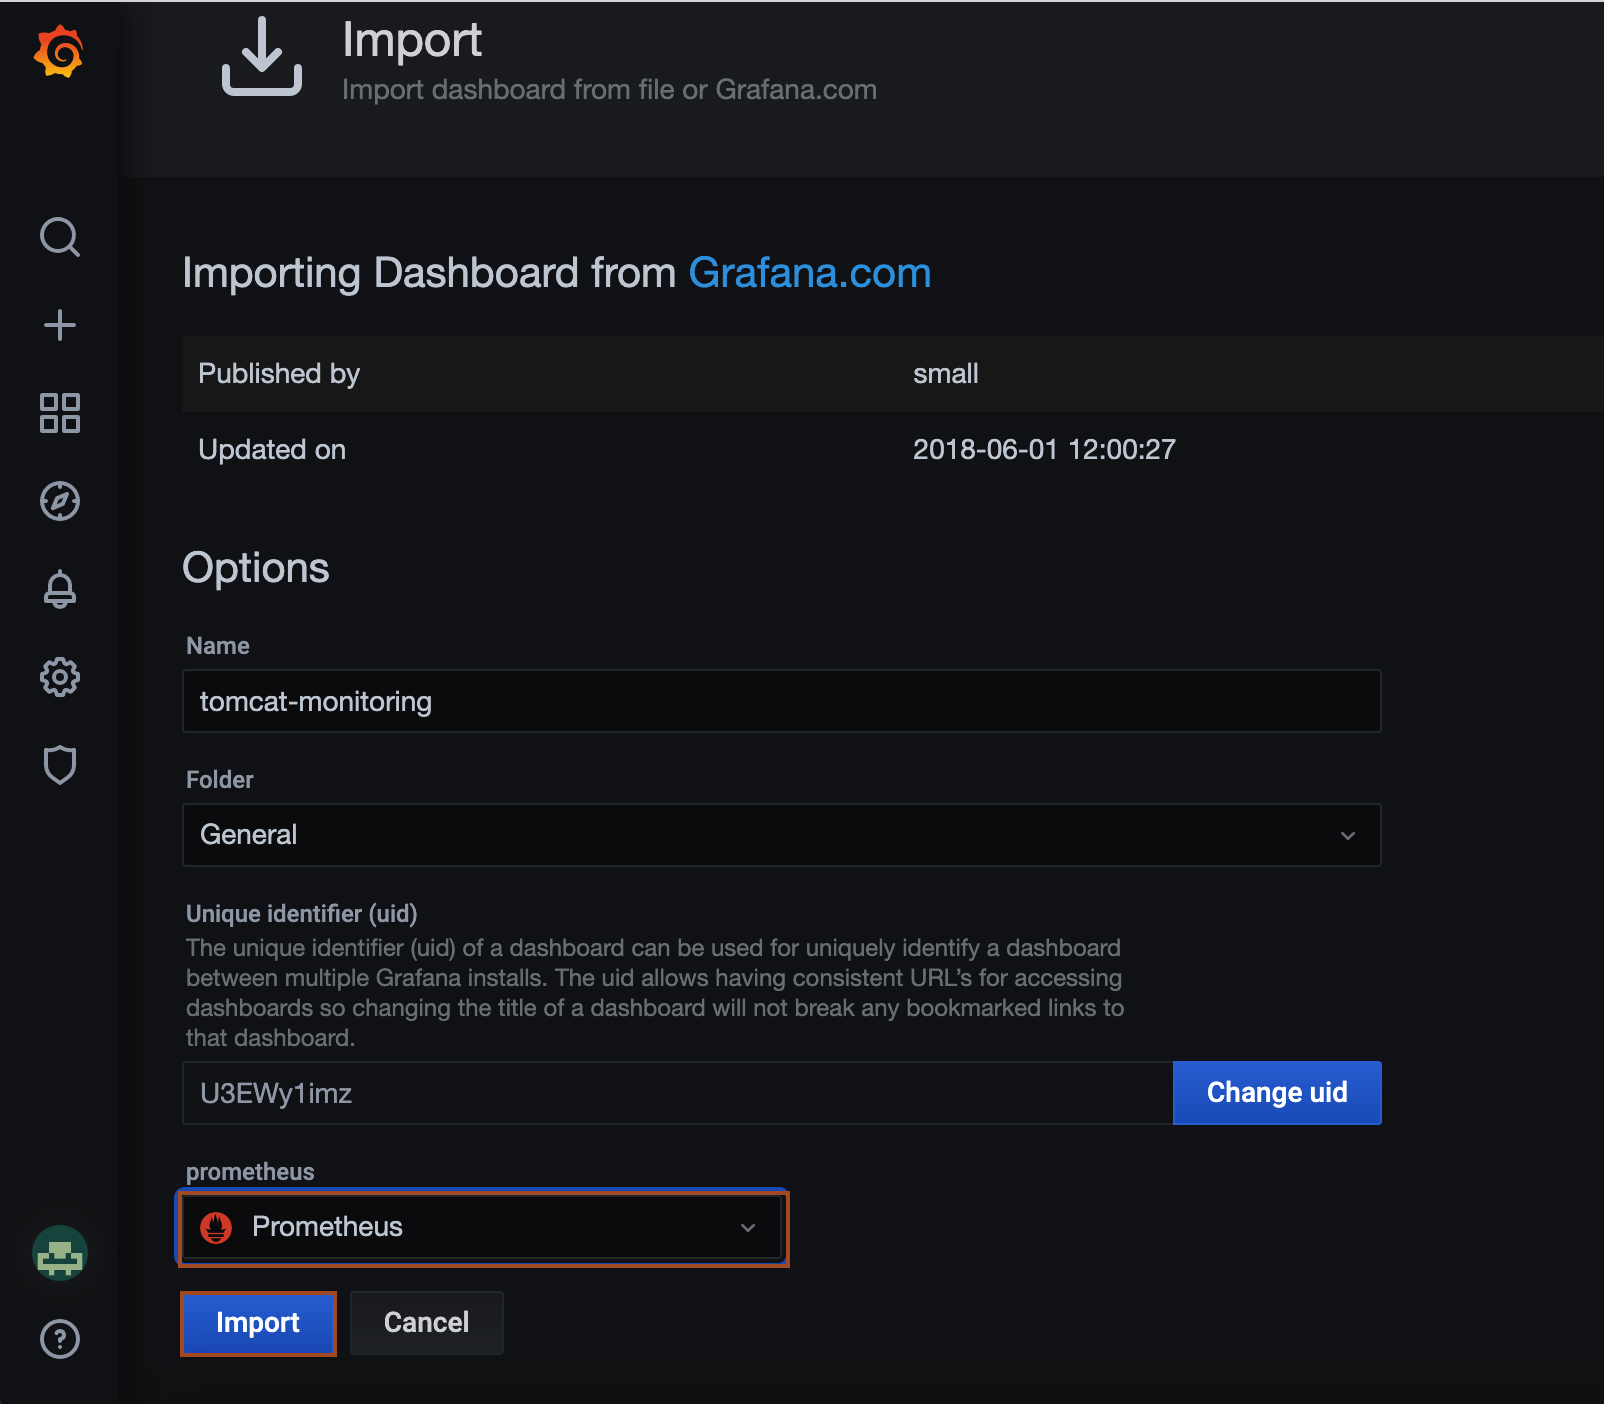 Import
Import dashboard from file or Grafana.com
Importing Dashboard from Grafana.com
Published by small
Updated on 2018-06-01 12:00:27
Options
Name
tomcat-monitoring
Folder
General
Unique identifier (uid)
The unique identifier (uid) of a dashboard can be used for uniquely identify a dashboard
between multiple Grafana installs. The uid allows having consistent URL’s for accessing
dashboards so changing the title of a dashboard will not break any bookmarked links to
that dashboard.
U3EWy1imz
Change uid
prometheus
Prometheus
Import Cancel
?